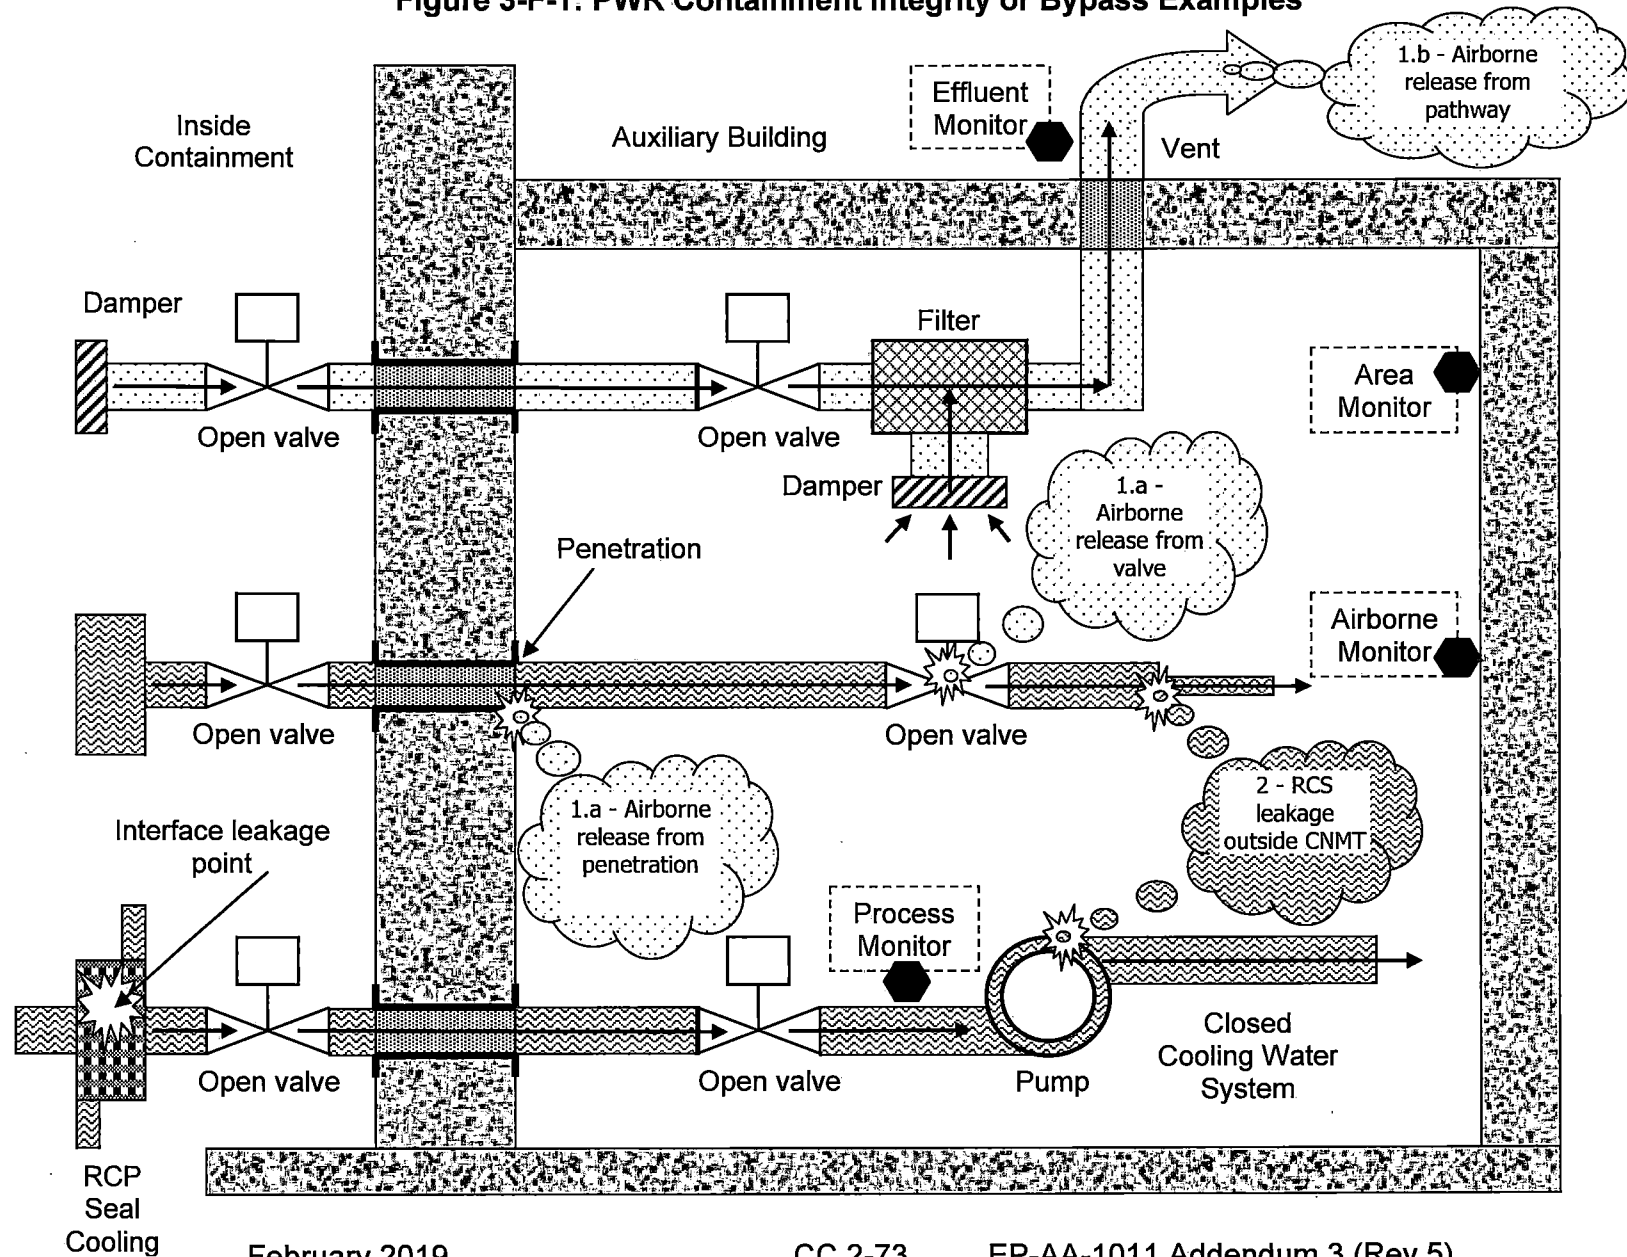 Figure 3-F-1: PWR Containment Integrity or Bypass Examples
1.b - Airborne
release from
pathway
Effluent
Monitor
Inside
Containment
Auxiliary Building
Vent
Damper
Filter
Area
Monitor
Open valve
Open valve
Damper
1.a -
Airborne
release from
valve
Penetration
Airborne
Monitor
Open valve
Open valve
2 - RCS
leakage
outside CNMT
1.a - Airborne
release from
penetration
Interface leakage
point
Process
Monitor
Closed
Cooling Water
System
Open valve
Open valve
Pump
RCP
Seal
Cooling
February 2019
CC 2-73
EP-AA-1011 Addendum 3 (Rev 5)